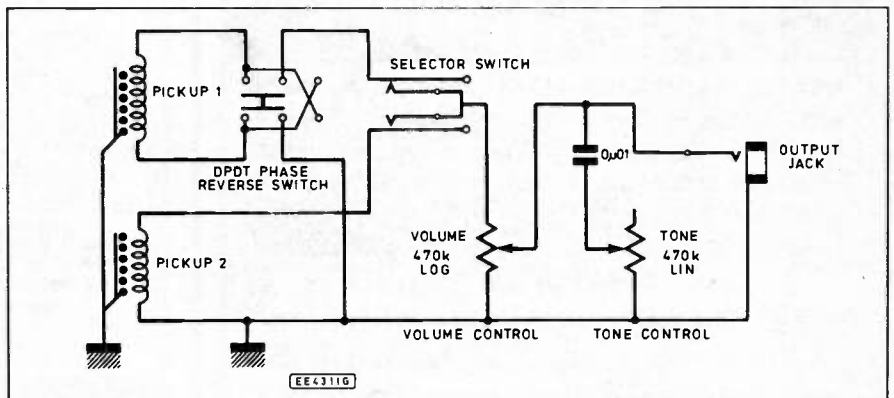 PICKUP 1
SELECTOR SWITCH
DPDT PHASE
REVERSE SWITCH
PICKUP 2
VOLUME
470k
LOG
0µ01
TONE
470k
LIN
OUTPUT
JACK
VOLUME CONTROL
TONE CONTROL
EE4311G